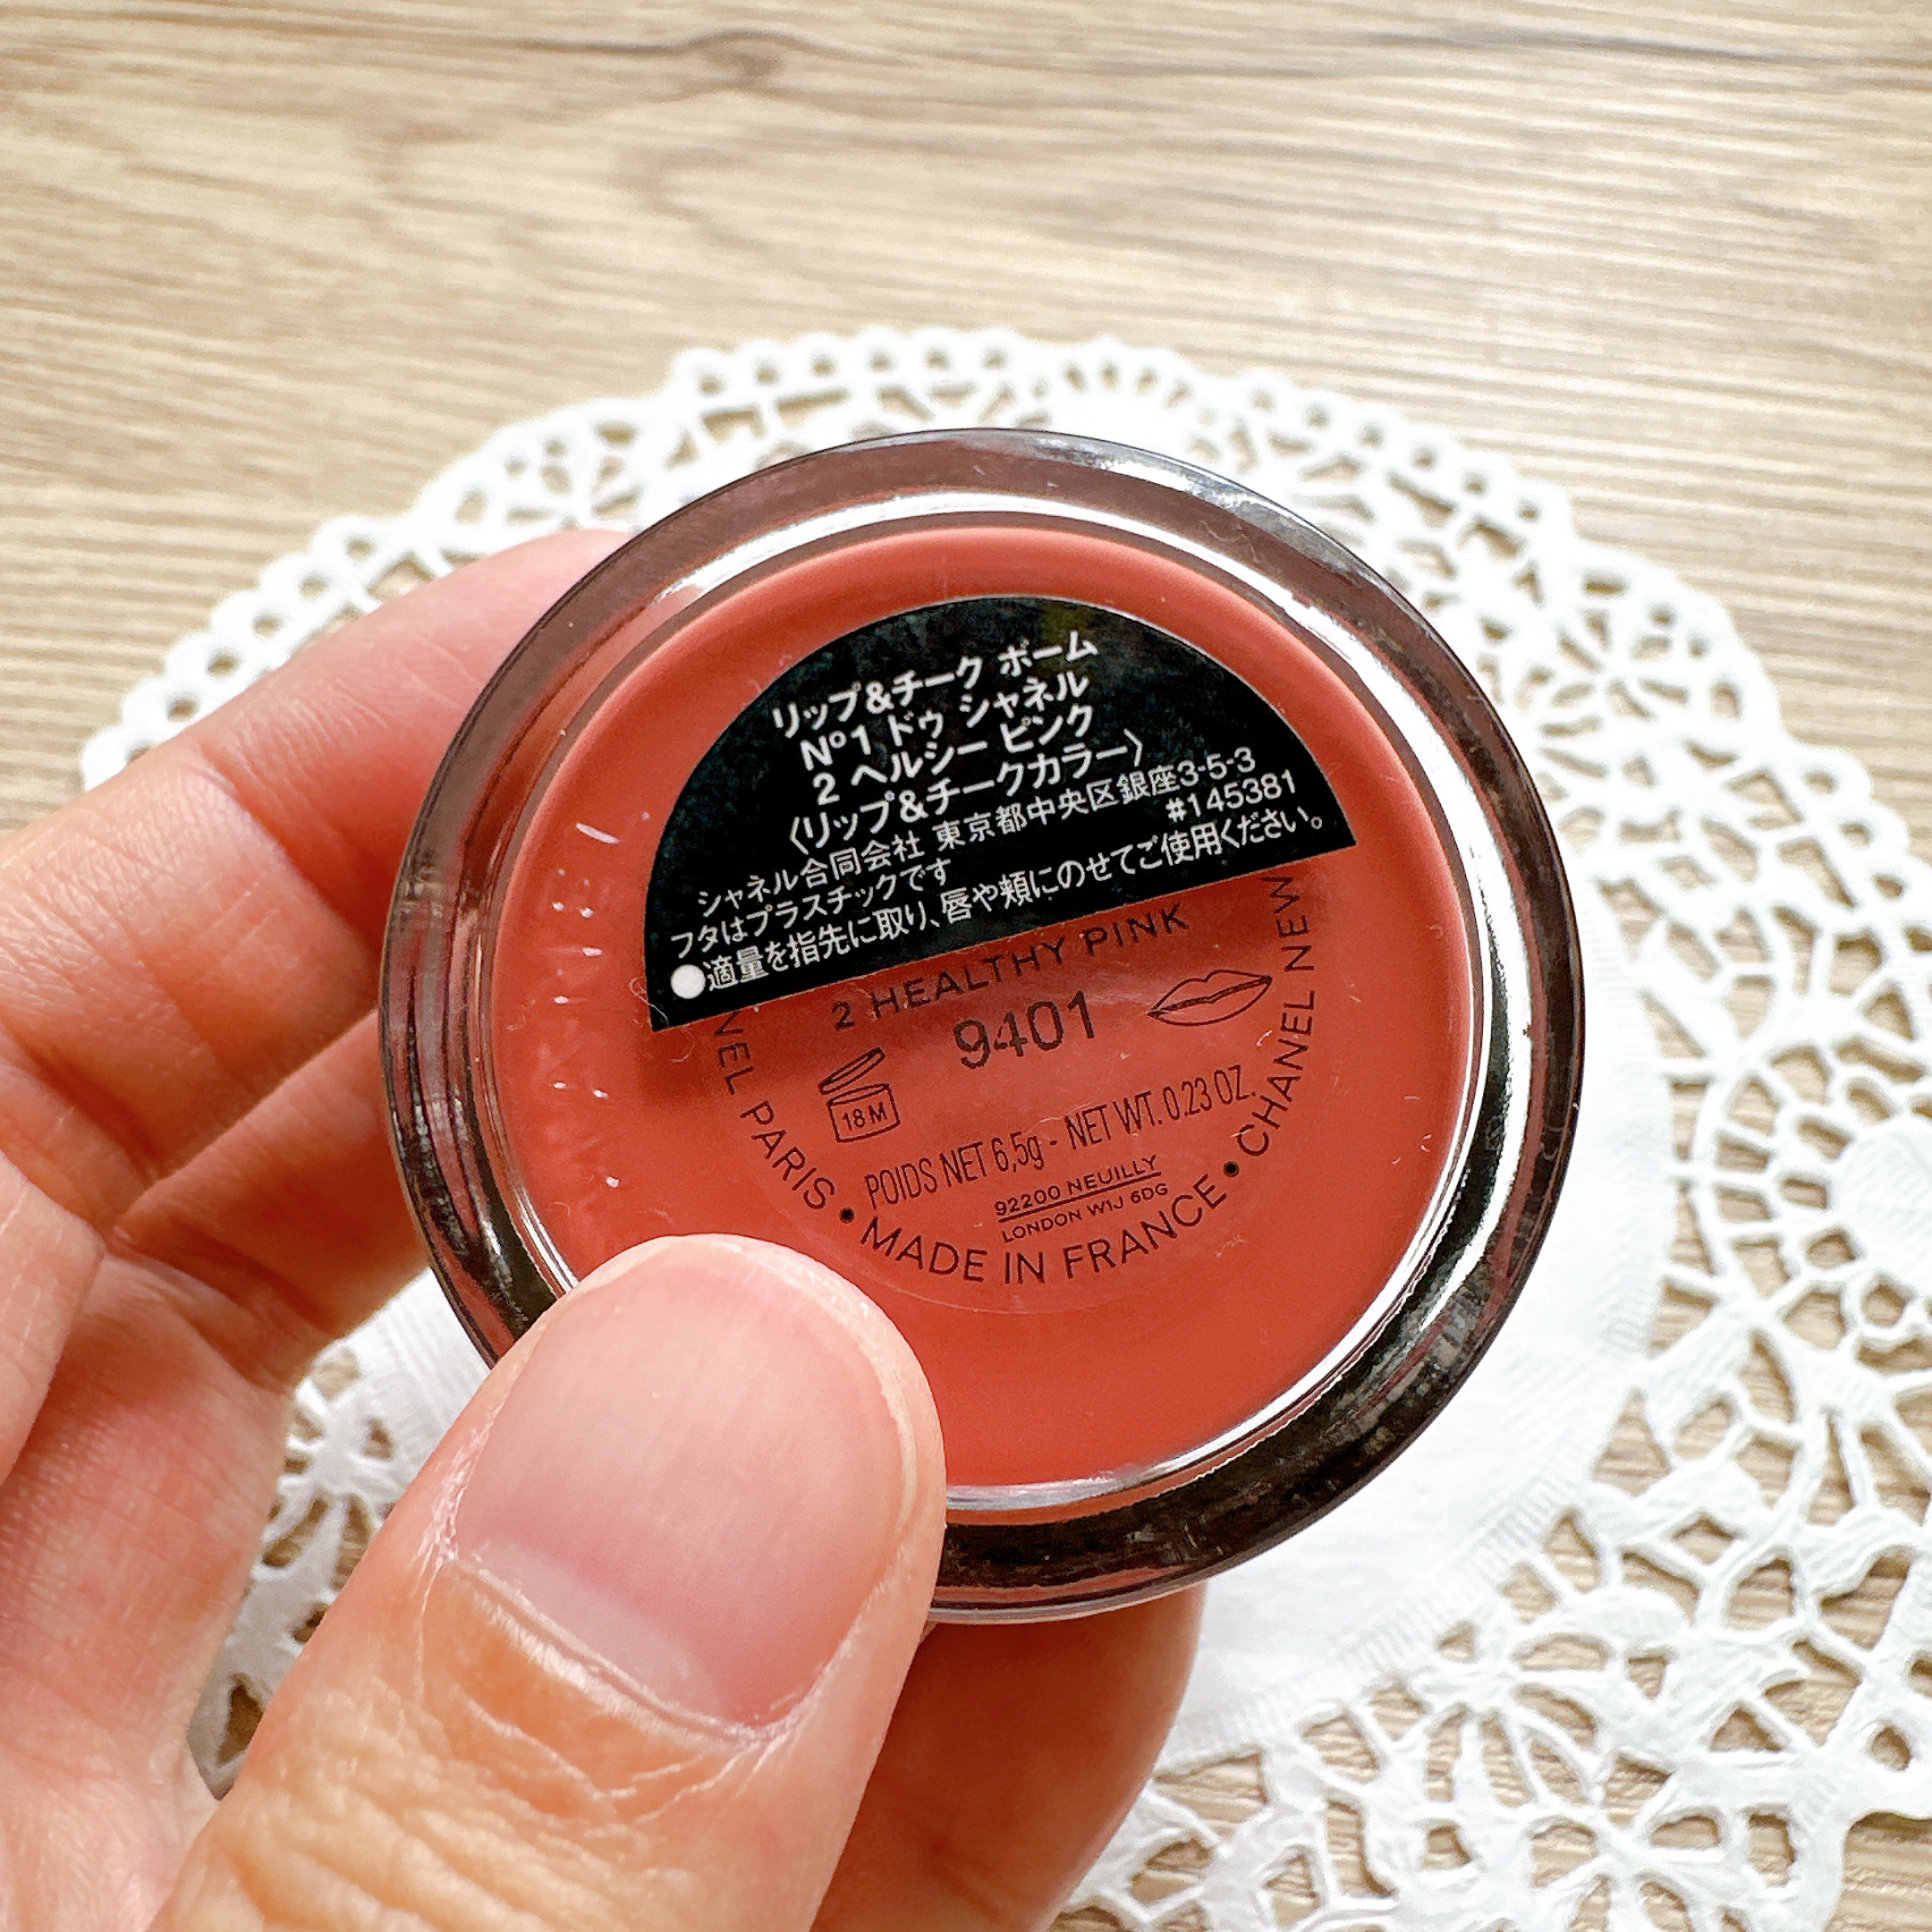 リップ&チーク ボーム
N°1 ドゥ シャネル
2 ヘルシー ピンク
〈リップ&チークカラー〉
シャネル合同会社 東京都中央区銀座3-5-3
フタはプラスチックです #145381
●適量を指先に取り、唇や頬にのせてご使用ください。
2 HEALTHY PINK
9401
18 M
POIDS NET 6,5g - NET WT. 0.23 OZ.
92200 NEUILLY
LONDON W1J 6DG
PARIS • MADE IN FRANCE • CHANEL NEW